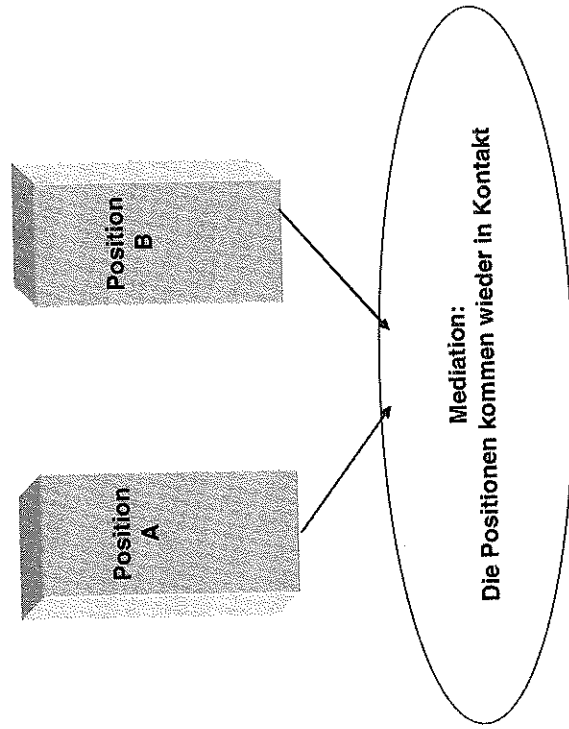 Position
A
Position
B
Mediation:
Die Positionen kommen wieder in Kontakt